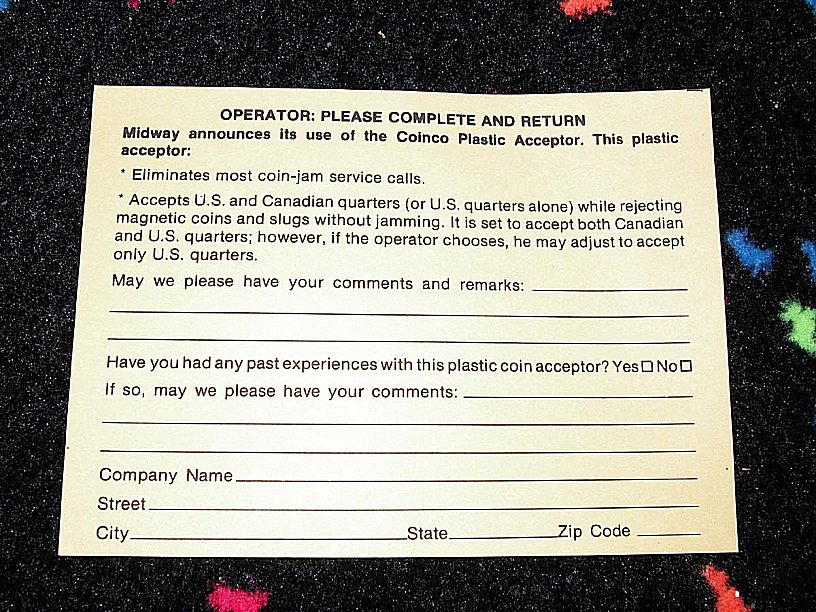 OPERATOR: PLEASE COMPLETE AND RETURN
Midway announces its use of the Coinco Plastic Acceptor. This plastic
acceptor:
* Eliminates most coin-jam service calls.
* Accepts U.S. and Canadian quarters (or U.S. quarters alone) while rejecting
magnetic coins and slugs without jamming. It is set to accept both Canadian
and U.S. quarters; however, if the operator chooses, he may adjust to accept
only U.S. quarters.
May we please have your comments and remarks:
Have you had any past experiences with this plastic coin acceptor? Yes□ No□
If so, may we please have your comments:
Company Name
Street
City State Zip Code